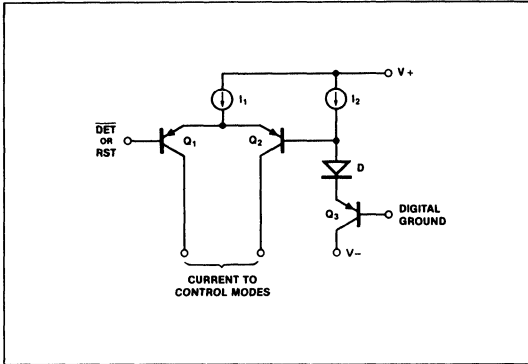 V+
I1
I2
DET
OR
RST
Q1
Q2
D
Q3
DIGITAL
GROUND
V−
CURRENT TO
CONTROL MODES